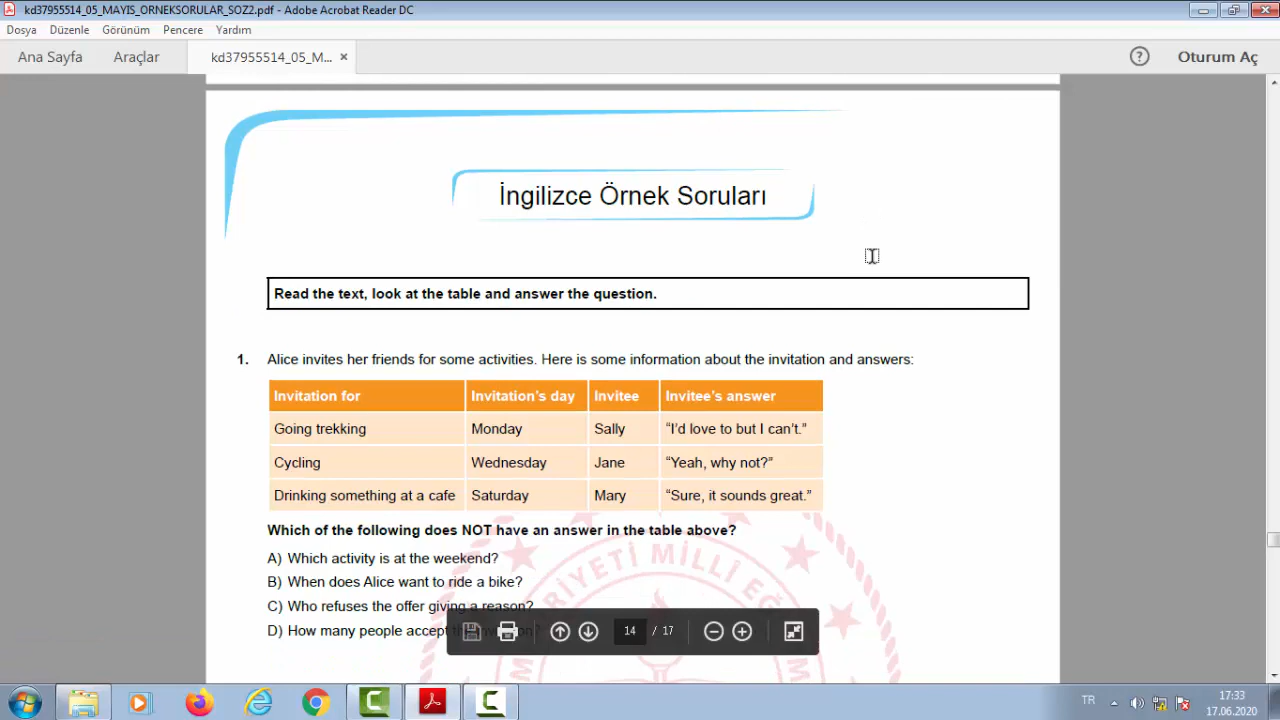 kd37955514_05_MAYIS_ORNEKSORULAR_SOZ2.pdf - Adobe Acrobat Reader DC
Dosya Düzenle Görünüm Pencere Yardım
Ana Sayfa Araçlar kd37955514_05_M... × Oturum Aç
İngilizce Örnek Soruları
Read the text, look at the table and answer the question.
1. Alice invites her friends for some activities. Here is some information about the invitation and answers:
Invitation for Invitation's day Invitee Invitee's answer
Going trekking Monday Sally "I'd love to but I can't."
Cycling Wednesday Jane "Yeah, why not?"
Drinking something at a cafe Saturday Mary "Sure, it sounds great."
Which of the following does NOT have an answer in the table above?
A) Which activity is at the weekend?
B) When does Alice want to ride a bike?
C) Who refuses the offer giving a reason?
D) How many people accept
14 / 17
TR 17:33
17.06.2020